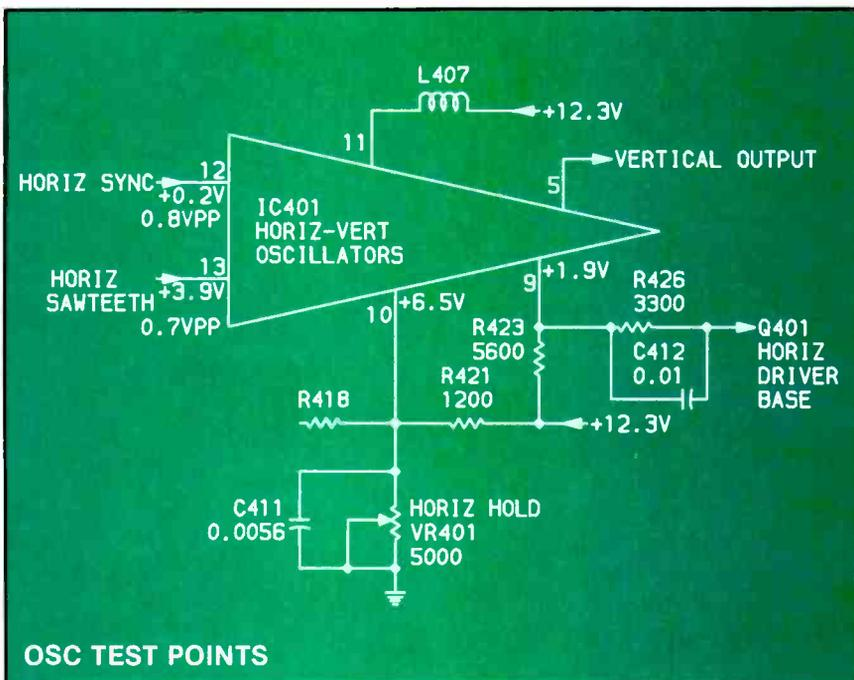 L407
+12.3V
11
VERTICAL OUTPUT
HORIZ SYNC
12
+0.2V
0.8VPP
5
IC401
HORIZ-VERT
OSCILLATORS
HORIZ
SAWTEETH
13
+3.9V
0.7VPP
10
+6.5V
9
+1.9V
R423
5600
R426
3300
C412
0.01
Q401
HORIZ
DRIVER
BASE
R418
R421
1200
+12.3V
C411
0.0056
HORIZ HOLD
VR401
5000
OSC TEST POINTS